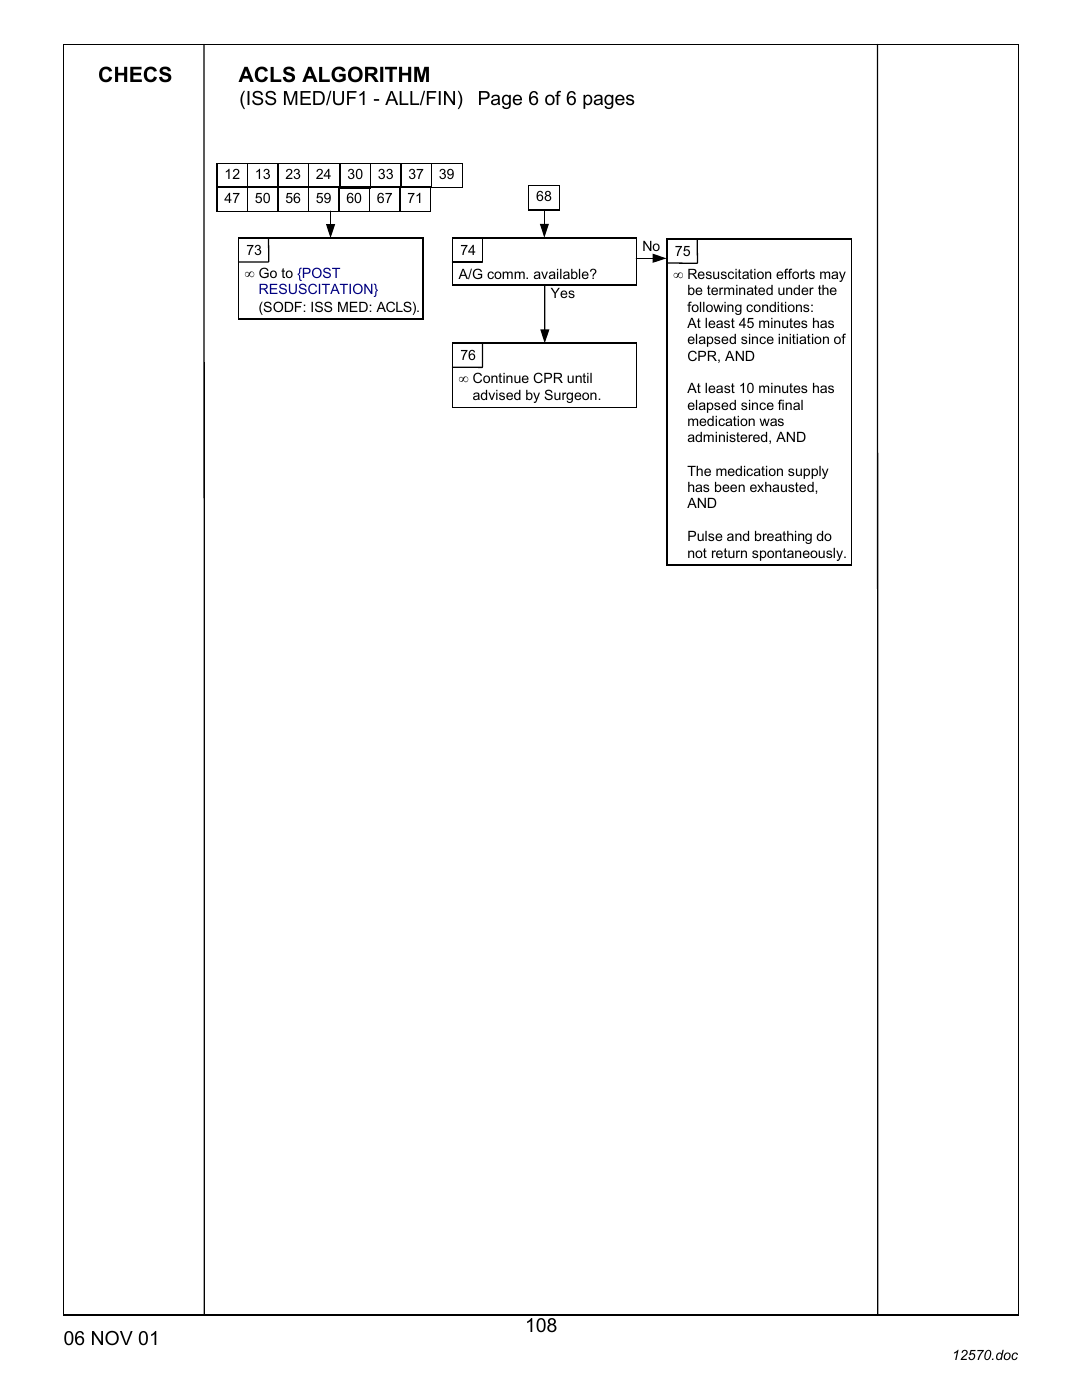 CHECS
ACLS ALGORITHM
(ISS MED/UF1 - ALL/FIN) Page 6 of 6 pages
12 13 23 24 30 33 37 39
47 50 56 59 60 67 71
68
73
∞ Go to {POST
RESUSCITATION}
(SODF: ISS MED: ACLS).
74
A/G comm. available?
No
Yes
75
∞ Resuscitation efforts may
be terminated under the
following conditions:
At least 45 minutes has
elapsed since initiation of
CPR, AND
At least 10 minutes has
elapsed since final
medication was
administered, AND
The medication supply
has been exhausted,
AND
Pulse and breathing do
not return spontaneously.
76
∞ Continue CPR until
advised by Surgeon.
06 NOV 01
108
12570.doc